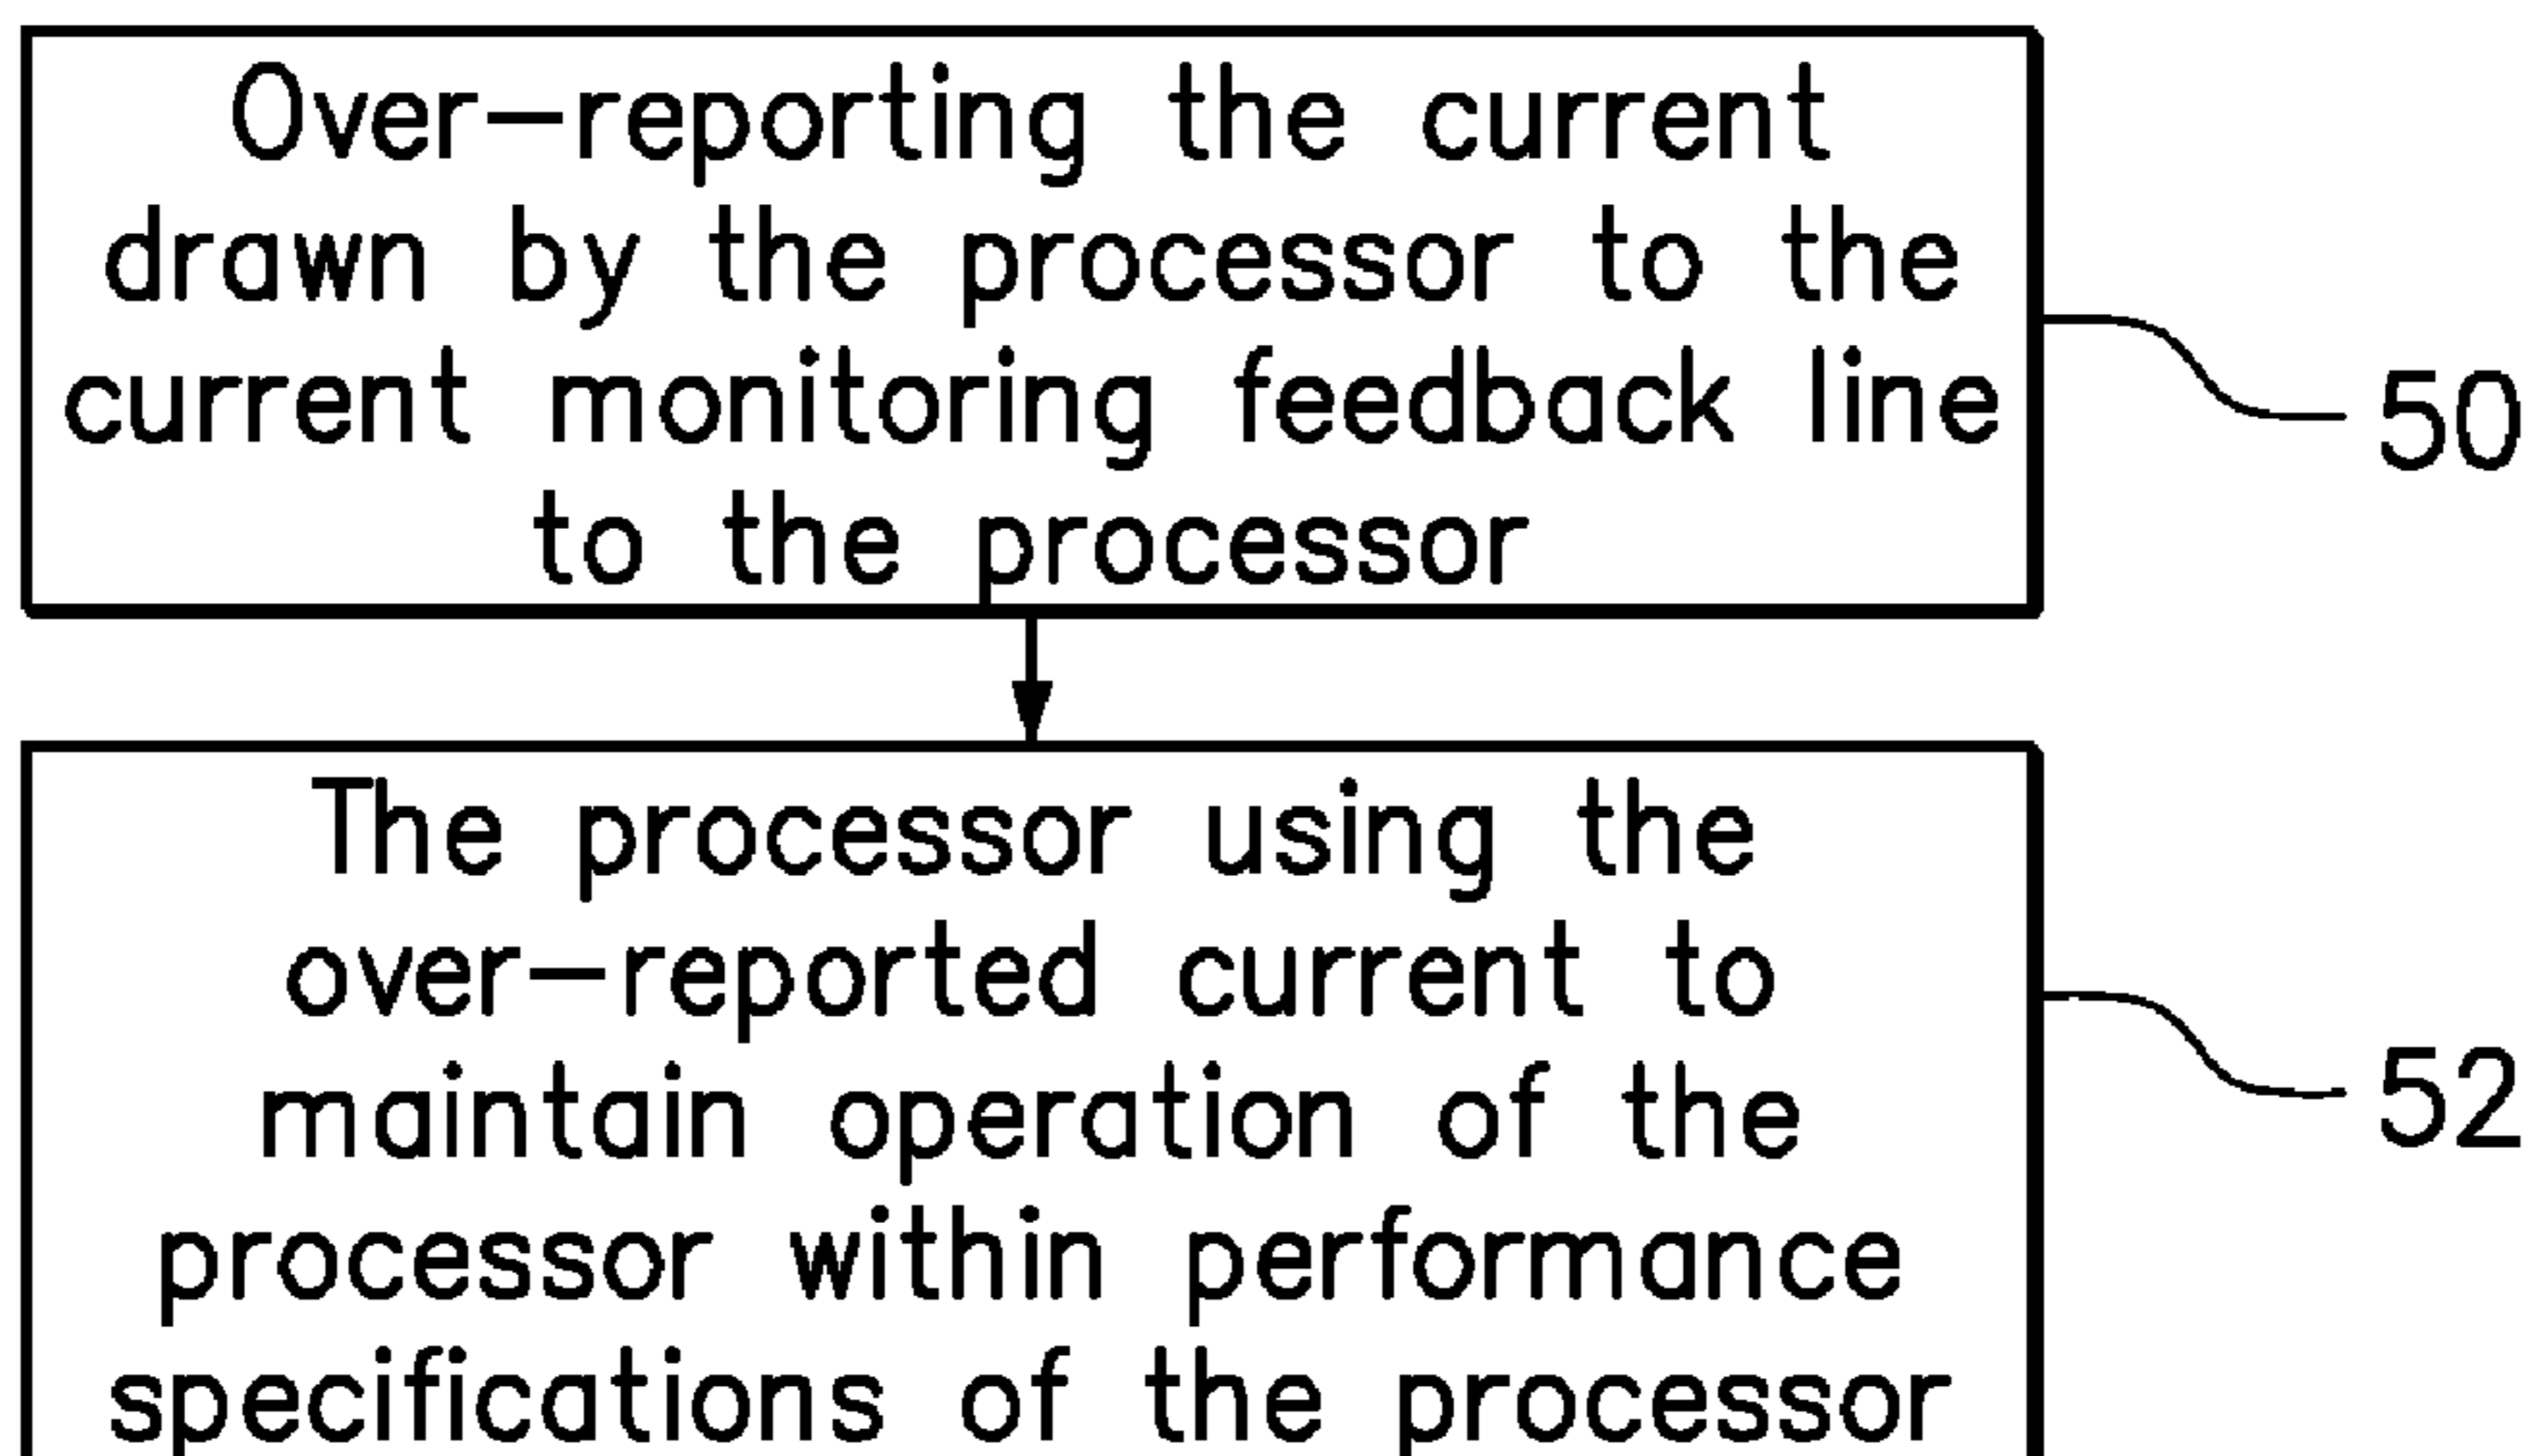 Over-reporting the current
drawn by the processor to the
current monitoring feedback line
to the processor
50
The processor using the
over-reported current to
maintain operation of the
processor within performance
specifications of the processor
52